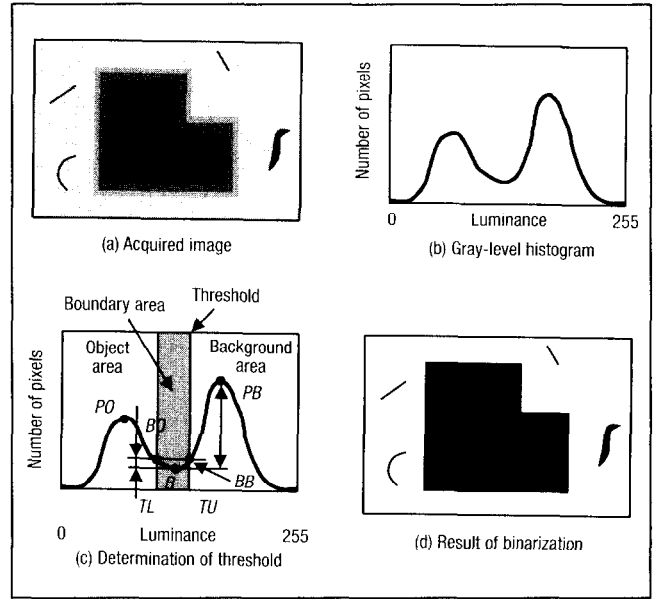 Number of pixels
0
Luminance
255
(a) Acquired image
(b) Gray-level histogram
Boundary area
Threshold
Object
area
Background
area
Number of pixels
PO
BO
PB
B
BB
TL
TU
0
Luminance
255
(c) Determination of threshold
(d) Result of binarization